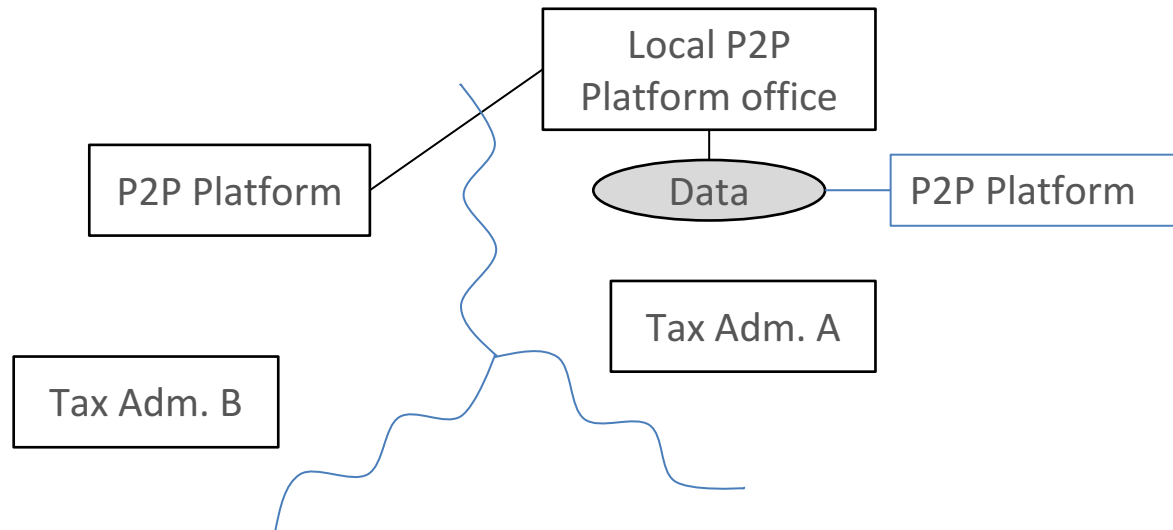 Local P2P
Platform office
P2P Platform
Data
P2P Platform
Tax Adm. A
Tax Adm. B